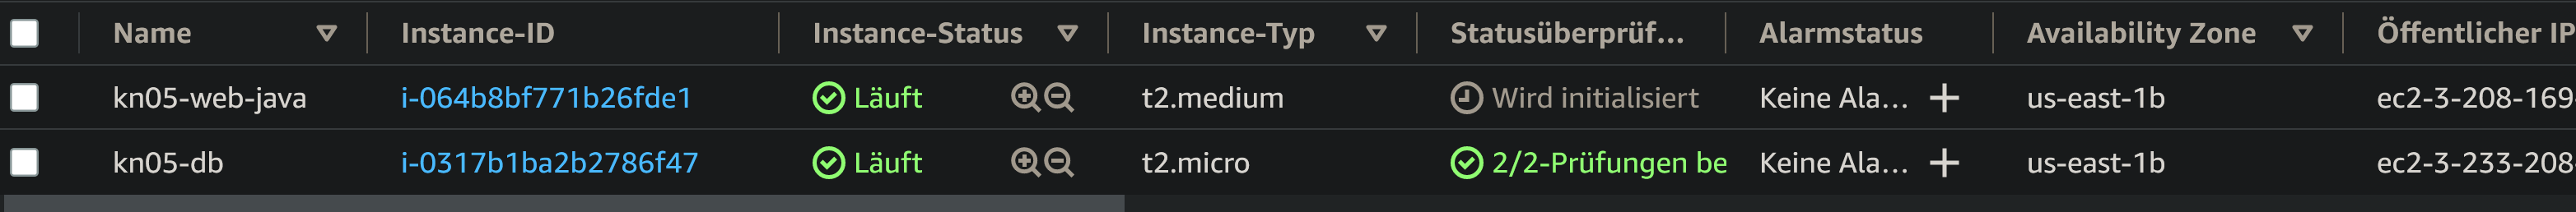 Name Instance-ID Instance-Status Instance-Typ Statusüberprüf... Alarmstatus Availability Zone Öffentlicher IP
kn05-web-java i-064b8bf771b26fde1 Läuft t2.medium Wird initialisiert Keine Ala... us-east-1b ec2-3-208-169
kn05-db i-0317b1ba2b2786f47 Läuft t2.micro 2/2-Prüfungen be Keine Ala... us-east-1b ec2-3-233-208